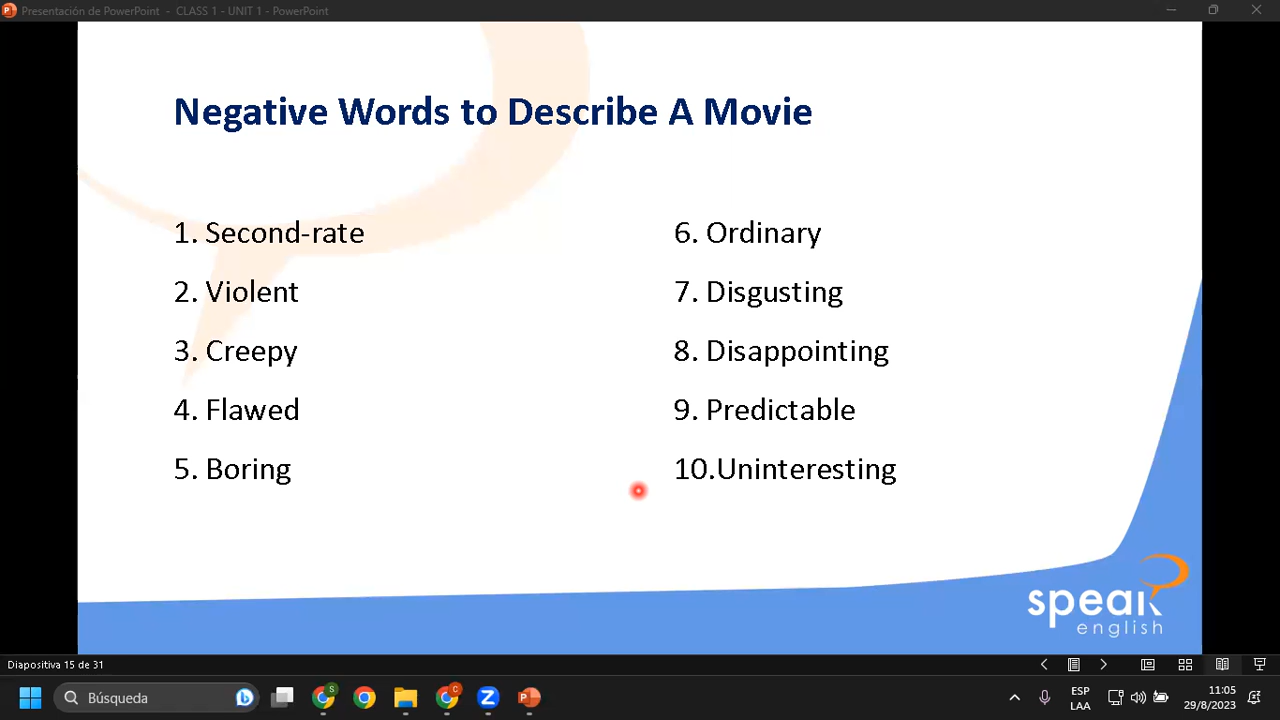 Presentación de PowerPoint - CLASS 1 - UNIT 1 - PowerPoint
Negative Words to Describe A Movie
1. Second-rate
2. Violent
3. Creepy
4. Flawed
5. Boring
6. Ordinary
7. Disgusting
8. Disappointing
9. Predictable
10.Uninteresting
speak
english
Diapositiva 15 de 31
Búsqueda
S
C
ESP
LAA
11:05
29/8/2023